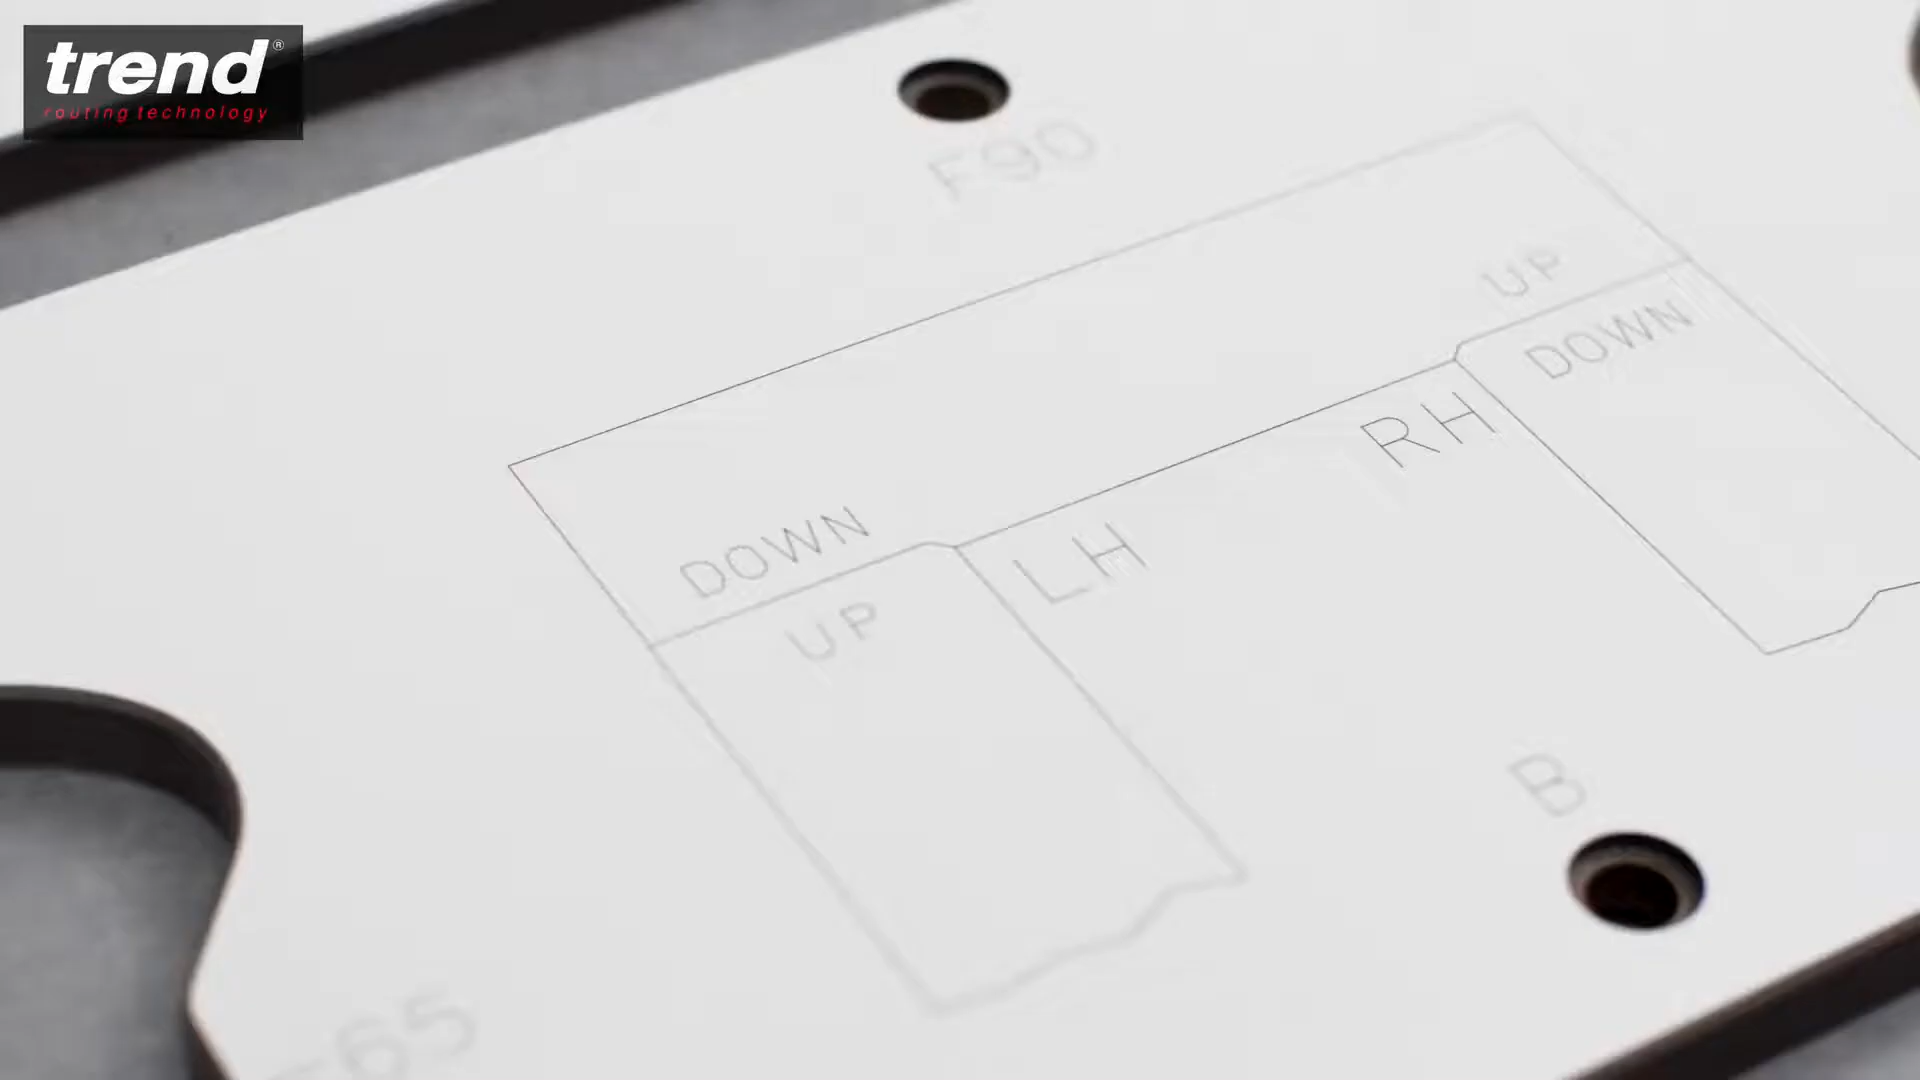 trend®
routing technology
F90
UP
DOWN
RH
DOWN
LH
UP
B
65